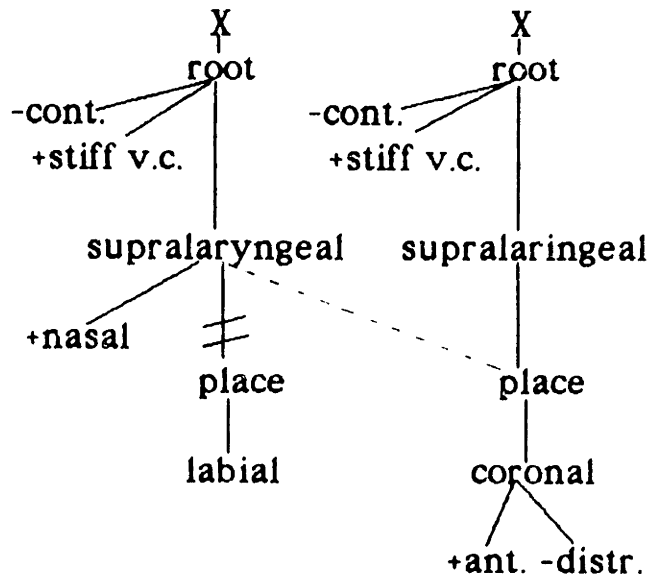 X X
root root
-cont. -cont.
+stiff v.c. +stiff v.c.
supralaryngeal supralaringeal
+nasal
place place
labial coronal
+ant. -distr.